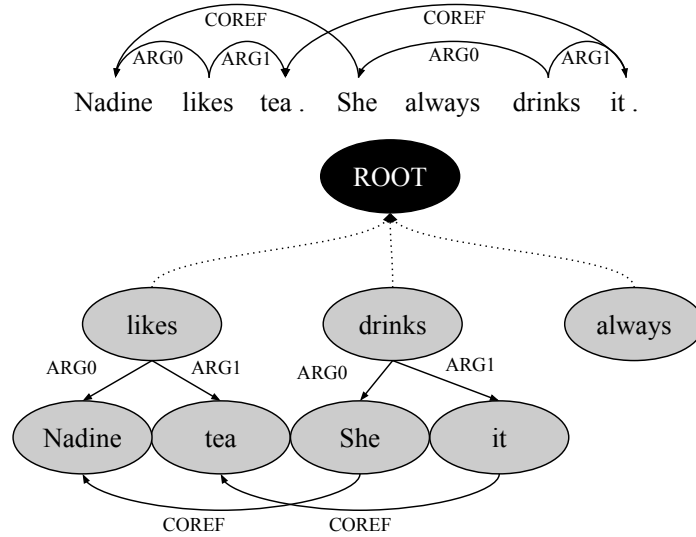 COREF COREF
ARG0 ARG1 ARG0 ARG1
Nadine likes tea . She always drinks it .
ROOT
likes drinks always
ARG0 ARG1 ARG0 ARG1
Nadine tea She it
COREF COREF